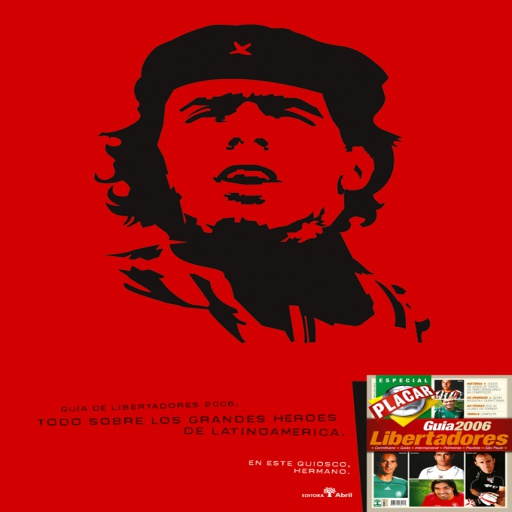 GUIA DE LIBERTADORES 2006.
TODO SOBRE LOS GRANDES HEROES
DE LATINOAMERICA.
EN ESTE QUIOSCO,
HERMANO.
EDITORA Abril
ESPECIAL
PLACAR
Guia2006
Libertadores